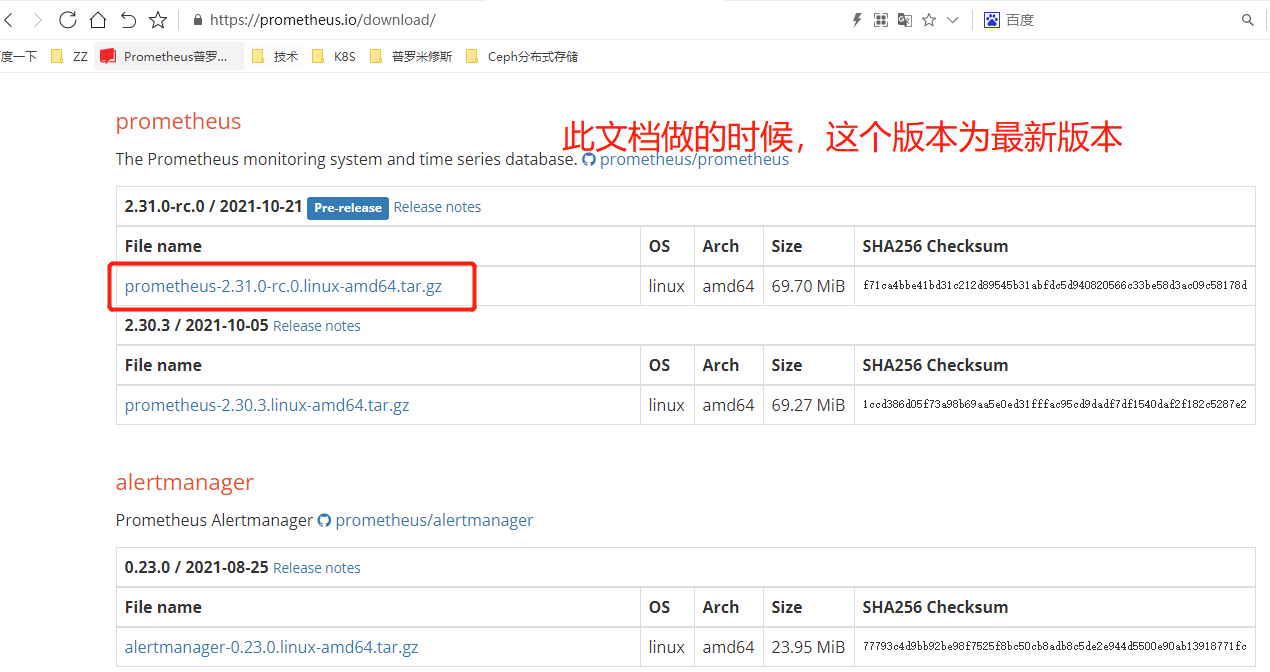 https://prometheus.io/download/
百度
度一下 ZZ Prometheus普罗... 技术 K8S 普罗米修斯 Ceph分布式存储
prometheus
此文档做的时候，这个版本为最新版本
The Prometheus monitoring system and time series database. prometheus/prometheus
2.31.0-rc.0 / 2021-10-21 Pre-release Release notes
File name OS Arch Size SHA256 Checksum
prometheus-2.31.0-rc.0.linux-amd64.tar.gz linux amd64 69.70 MiB f71ca4bbe41bd31c212d89545b31abfdc5d940820566c33be58d3ac09c58178d
2.30.3 / 2021-10-05 Release notes
File name OS Arch Size SHA256 Checksum
prometheus-2.30.3.linux-amd64.tar.gz linux amd64 69.27 MiB 1ccd386d05f73a98b69aa5e0ed31fffac95cd9dadf7df1540daf2f182c5287e2
alertmanager
Prometheus Alertmanager prometheus/alertmanager
0.23.0 / 2021-08-25 Release notes
File name OS Arch Size SHA256 Checksum
alertmanager-0.23.0.linux-amd64.tar.gz linux amd64 23.95 MiB 77793c4d9bb92be98f7525f8bc50cb8adb8c5de2e944d5500e90ab13918771fc